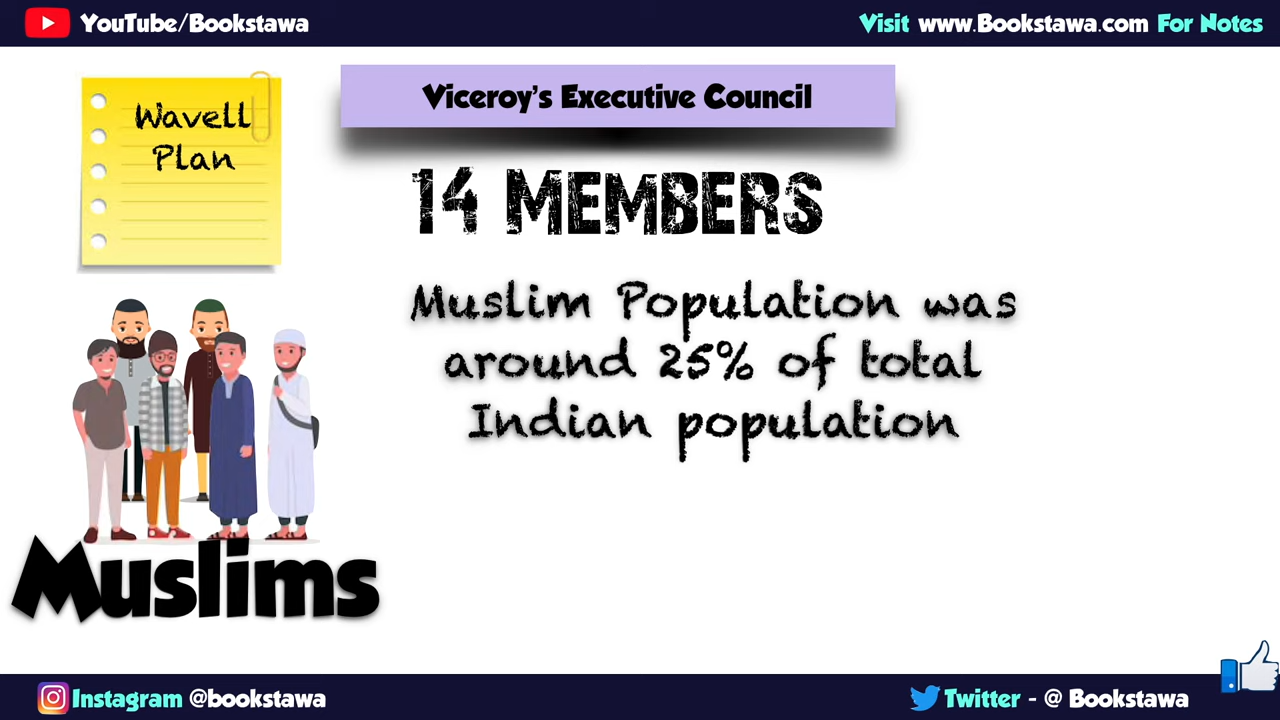 YouTube/Bookstawa
Visit www.Bookstawa.com For Notes
Wavell
Plan
Viceroy's Executive Council
14 MEMBERS
Muslim Population was
around 25% of total
Indian population
Muslims
Instagram @bookstawa
Twitter - @ Bookstawa